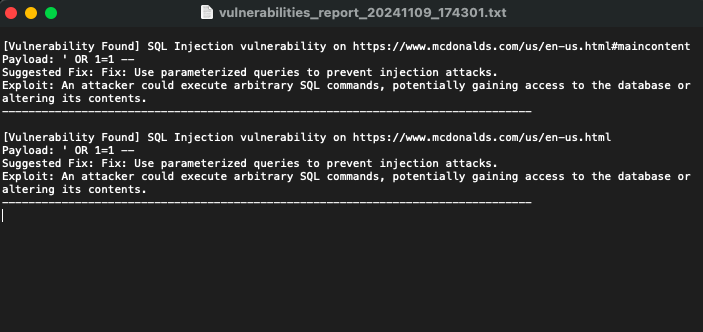 vulnerabilities_report_20241109_174301.txt
[Vulnerability Found] SQL Injection vulnerability on https://www.mcdonalds.com/us/en-us.html#maincontent
Payload: ' OR 1=1 --
Suggested Fix: Fix: Use parameterized queries to prevent injection attacks.
Exploit: An attacker could execute arbitrary SQL commands, potentially gaining access to the database or
altering its contents.
--------------------------------------------------------------------------------
[Vulnerability Found] SQL Injection vulnerability on https://www.mcdonalds.com/us/en-us.html
Payload: ' OR 1=1 --
Suggested Fix: Fix: Use parameterized queries to prevent injection attacks.
Exploit: An attacker could execute arbitrary SQL commands, potentially gaining access to the database or
altering its contents.
--------------------------------------------------------------------------------